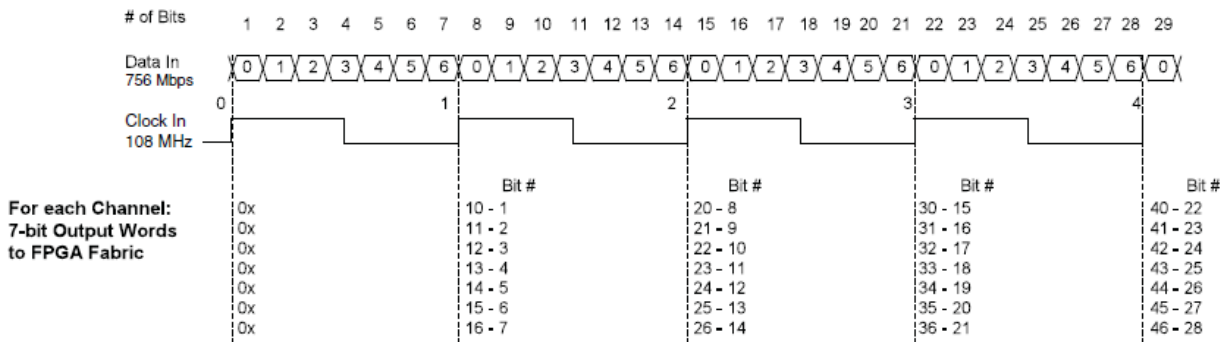 # of Bits 1 2 3 4 5 6 7 8 9 10 11 12 13 14 15 16 17 18 19 20 21 22 23 24 25 26 27 28 29
Data In 0 1 2 3 4 5 6 0 1 2 3 4 5 6 0 1 2 3 4 5 6 0 1 2 3 4 5 6 0
756 Mbps
0 1 2 3 4
Clock In
108 MHz
Bit # Bit # Bit # Bit #
For each Channel: 0x 10 - 1 20 - 8 30 - 15 40 - 22
7-bit Output Words 0x 11 - 2 21 - 9 31 - 16 41 - 23
to FPGA Fabric 0x 12 - 3 22 - 10 32 - 17 42 - 24
0x 13 - 4 23 - 11 33 - 18 43 - 25
0x 14 - 5 24 - 12 34 - 19 44 - 26
0x 15 - 6 25 - 13 35 - 20 45 - 27
0x 16 - 7 26 - 14 36 - 21 46 - 28